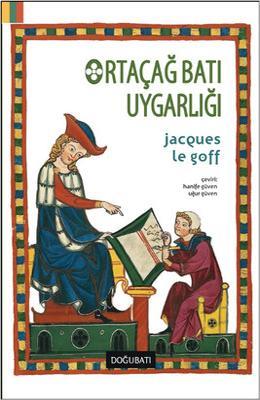 ORTAÇAĞ BATI
UYGARLIĞI
jacques
le goff
çeviri:
hanife güven
uğur güven
DOĞUBATI